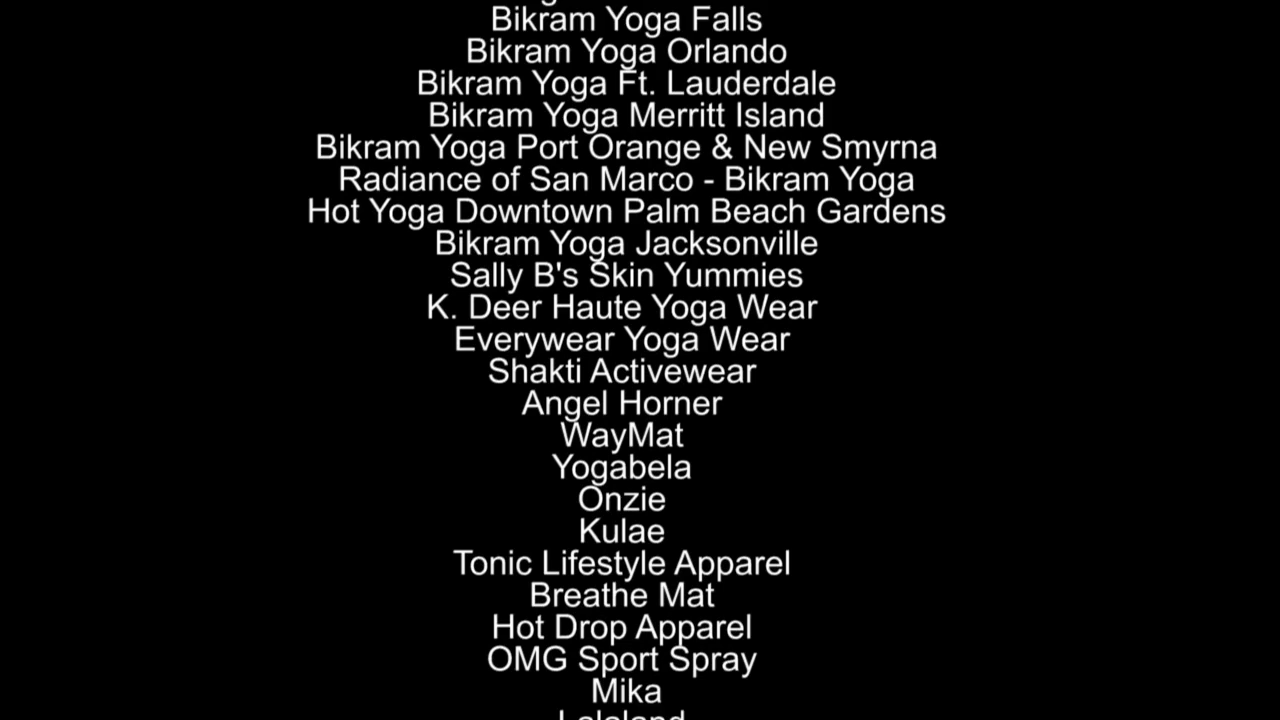 Bikram Yoga Falls
Bikram Yoga Orlando
Bikram Yoga Ft. Lauderdale
Bikram Yoga Merritt Island
Bikram Yoga Port Orange & New Smyrna
Radiance of San Marco - Bikram Yoga
Hot Yoga Downtown Palm Beach Gardens
Bikram Yoga Jacksonville
Sally B's Skin Yummies
K. Deer Haute Yoga Wear
Everywear Yoga Wear
Shakti Activewear
Angel Horner
WayMat
Yogabela
Onzie
Kulae
Tonic Lifestyle Apparel
Breathe Mat
Hot Drop Apparel
OMG Sport Spray
Mika